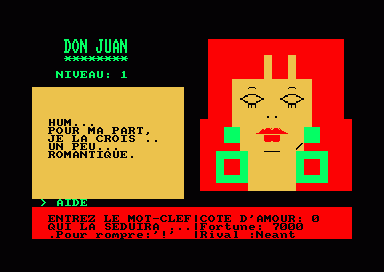 DON JUAN
********
NIVEAU: 1
HUM...
POUR MA PART,
JE LA CROIS ..
UN PEU...
ROMANTIQUE.
> AIDE
ENTREZ LE MOT-CLEF|COTE D'AMOUR: 0
QUI LA SEDUIRA ...|Fortune: 7000
.Pour rompre:'!' |Rival :Neant